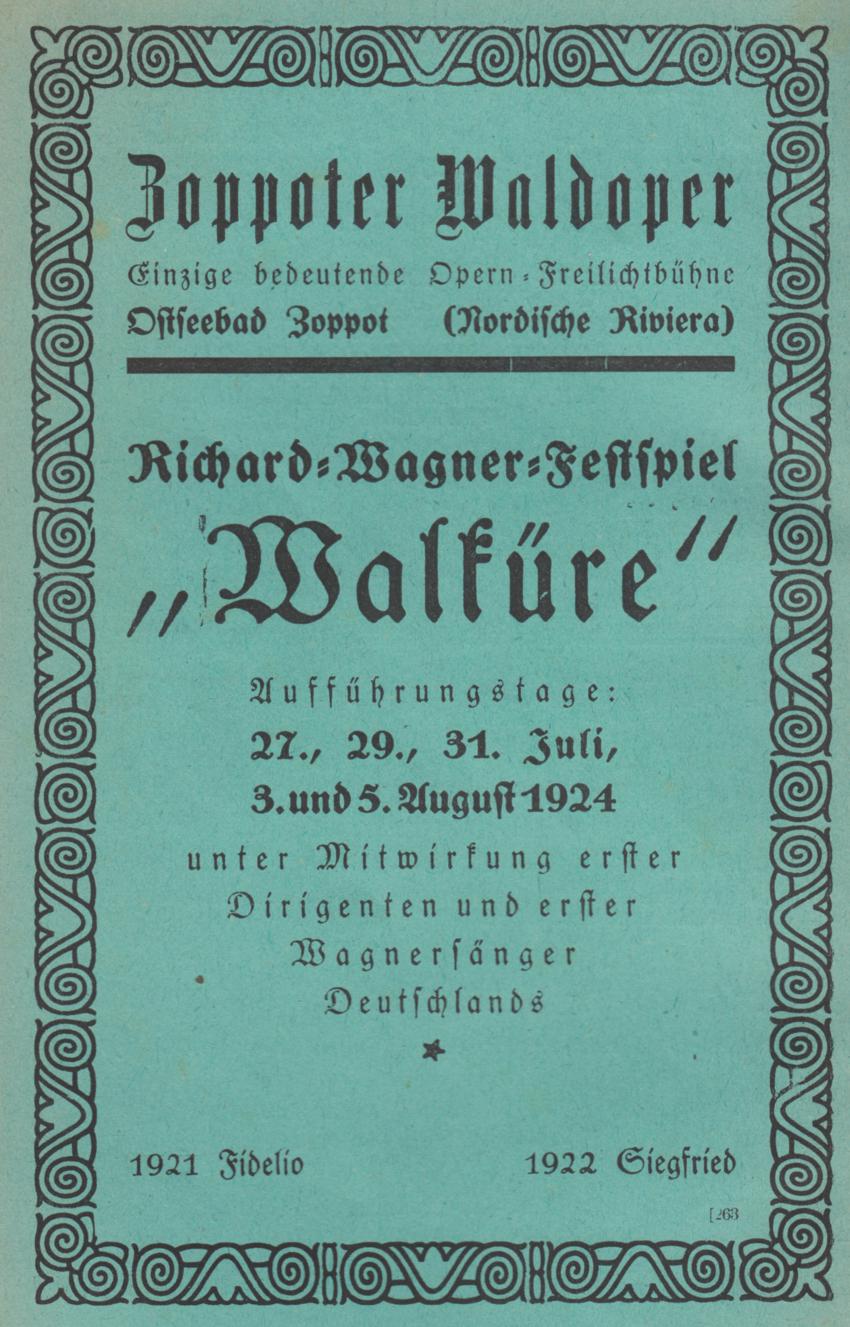 Zoppoter Waldoper
Einzige bedeutende Opern-Freilichtbühne
Ostseebad Zoppot (Nordische Riviera)
Richard-Wagner-Festspiel
„Walküre“
Aufführungstage:
27., 29., 31. Juli,
3. und 5. August 1924
unter Mitwirkung erster
Dirigenten und erster
Wagnersänger
Deutschlands
1921 Fidelio 1922 Siegfried
[263